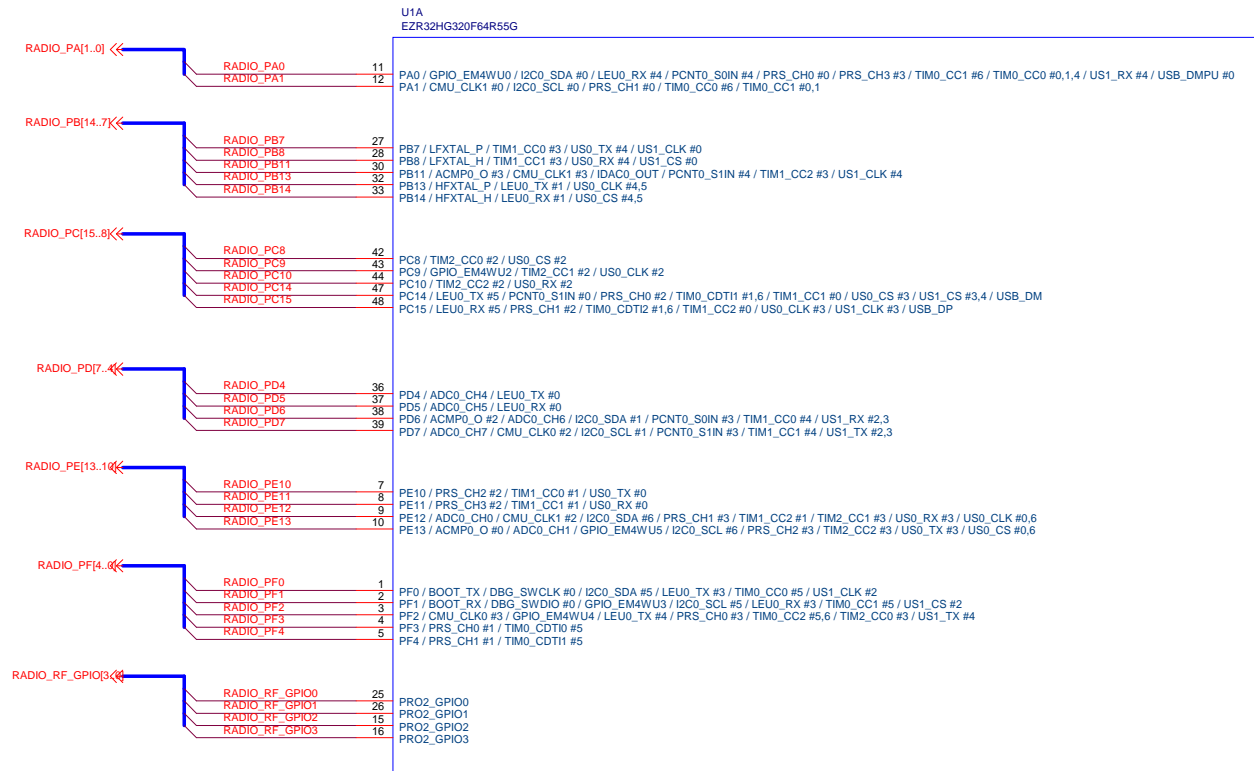 U1A
EZR32HG320F64R55G
RADIO_PA[1..0]
RADIO_PA0 11 PA0 / GPIO_EM4WU0 / I2C0_SDA #0 / LEU0_RX #4 / PCNT0_S0IN #4 / PRS_CH0 #0 / PRS_CH3 #3 / TIM0_CC1 #6 / TIM0_CC0 #0,1,4 / US1_RX #4 / USB_DMPU #0
RADIO_PA1 12 PA1 / CMU_CLK1 #0 / I2C0_SCL #0 / PRS_CH1 #0 / TIM0_CC0 #6 / TIM0_CC1 #0,1
RADIO_PB[14..7]
RADIO_PB7 27 PB7 / LFXTAL_P / TIM1_CC0 #3 / US0_TX #4 / US1_CLK #0
RADIO_PB8 28 PB8 / LFXTAL_H / TIM1_CC1 #3 / US0_RX #4 / US1_CS #0
RADIO_PB11 30 PB11 / ACMP0_O #3 / CMU_CLK1 #3 / IDAC0_OUT / PCNT0_S1IN #4 / TIM1_CC2 #3 / US1_CLK #4
RADIO_PB13 32 PB13 / HFXTAL_P / LEU0_TX #1 / US0_CLK #4,5
RADIO_PB14 33 PB14 / HFXTAL_H / LEU0_RX #1 / US0_CS #4,5
RADIO_PC[15..8]
RADIO_PC8 42 PC8 / TIM2_CC0 #2 / US0_CS #2
RADIO_PC9 43 PC9 / GPIO_EM4WU2 / TIM2_CC1 #2 / US0_CLK #2
RADIO_PC10 44 PC10 / TIM2_CC2 #2 / US0_RX #2
RADIO_PC14 47 PC14 / LEU0_TX #5 / PCNT0_S1IN #0 / PRS_CH0 #2 / TIM0_CDTI1 #1,6 / TIM1_CC1 #0 / US0_CS #3 / US1_CS #3,4 / USB_DM
RADIO_PC15 48 PC15 / LEU0_RX #5 / PRS_CH1 #2 / TIM0_CDTI2 #1,6 / TIM1_CC2 #0 / US0_CLK #3 / US1_CLK #3 / USB_DP
RADIO_PD[7..4]
RADIO_PD4 36 PD4 / ADC0_CH4 / LEU0_TX #0
RADIO_PD5 37 PD5 / ADC0_CH5 / LEU0_RX #0
RADIO_PD6 38 PD6 / ACMP0_O #2 / ADC0_CH6 / I2C0_SDA #1 / PCNT0_S0IN #3 / TIM1_CC0 #4 / US1_RX #2,3
RADIO_PD7 39 PD7 / ADC0_CH7 / CMU_CLK0 #2 / I2C0_SCL #1 / PCNT0_S1IN #3 / TIM1_CC1 #4 / US1_TX #2,3
RADIO_PE[13..10]
RADIO_PE10 7 PE10 / PRS_CH2 #2 / TIM1_CC0 #1 / US0_TX #0
RADIO_PE11 8 PE11 / PRS_CH3 #2 / TIM1_CC1 #1 / US0_RX #0
RADIO_PE12 9 PE12 / ADC0_CH0 / CMU_CLK1 #2 / I2C0_SDA #6 / PRS_CH1 #3 / TIM1_CC2 #1 / TIM2_CC1 #3 / US0_RX #3 / US0_CLK #0,6
RADIO_PE13 10 PE13 / ACMP0_O #0 / ADC0_CH1 / GPIO_EM4WU5 / I2C0_SCL #6 / PRS_CH2 #3 / TIM2_CC2 #3 / US0_TX #3 / US0_CS #0,6
RADIO_PF[4..0]
RADIO_PF0 1 PF0 / BOOT_TX / DBG_SWCLK #0 / I2C0_SDA #5 / LEU0_TX #3 / TIM0_CC0 #5 / US1_CLK #2
RADIO_PF1 2 PF1 / BOOT_RX / DBG_SWDIO #0 / GPIO_EM4WU3 / I2C0_SCL #5 / LEU0_RX #3 / TIM0_CC1 #5 / US1_CS #2
RADIO_PF2 3 PF2 / CMU_CLK0 #3 / GPIO_EM4WU4 / LEU0_TX #4 / PRS_CH0 #3 / TIM0_CC2 #5,6 / TIM2_CC0 #3 / US1_TX #4
RADIO_PF3 4 PF3 / PRS_CH0 #1 / TIM0_CDTI0 #5
RADIO_PF4 5 PF4 / PRS_CH1 #1 / TIM0_CDTI1 #5
RADIO_RF_GPIO[3..0]
RADIO_RF_GPIO0 25 PRO2_GPIO0
RADIO_RF_GPIO1 26 PRO2_GPIO1
RADIO_RF_GPIO2 15 PRO2_GPIO2
RADIO_RF_GPIO3 16 PRO2_GPIO3